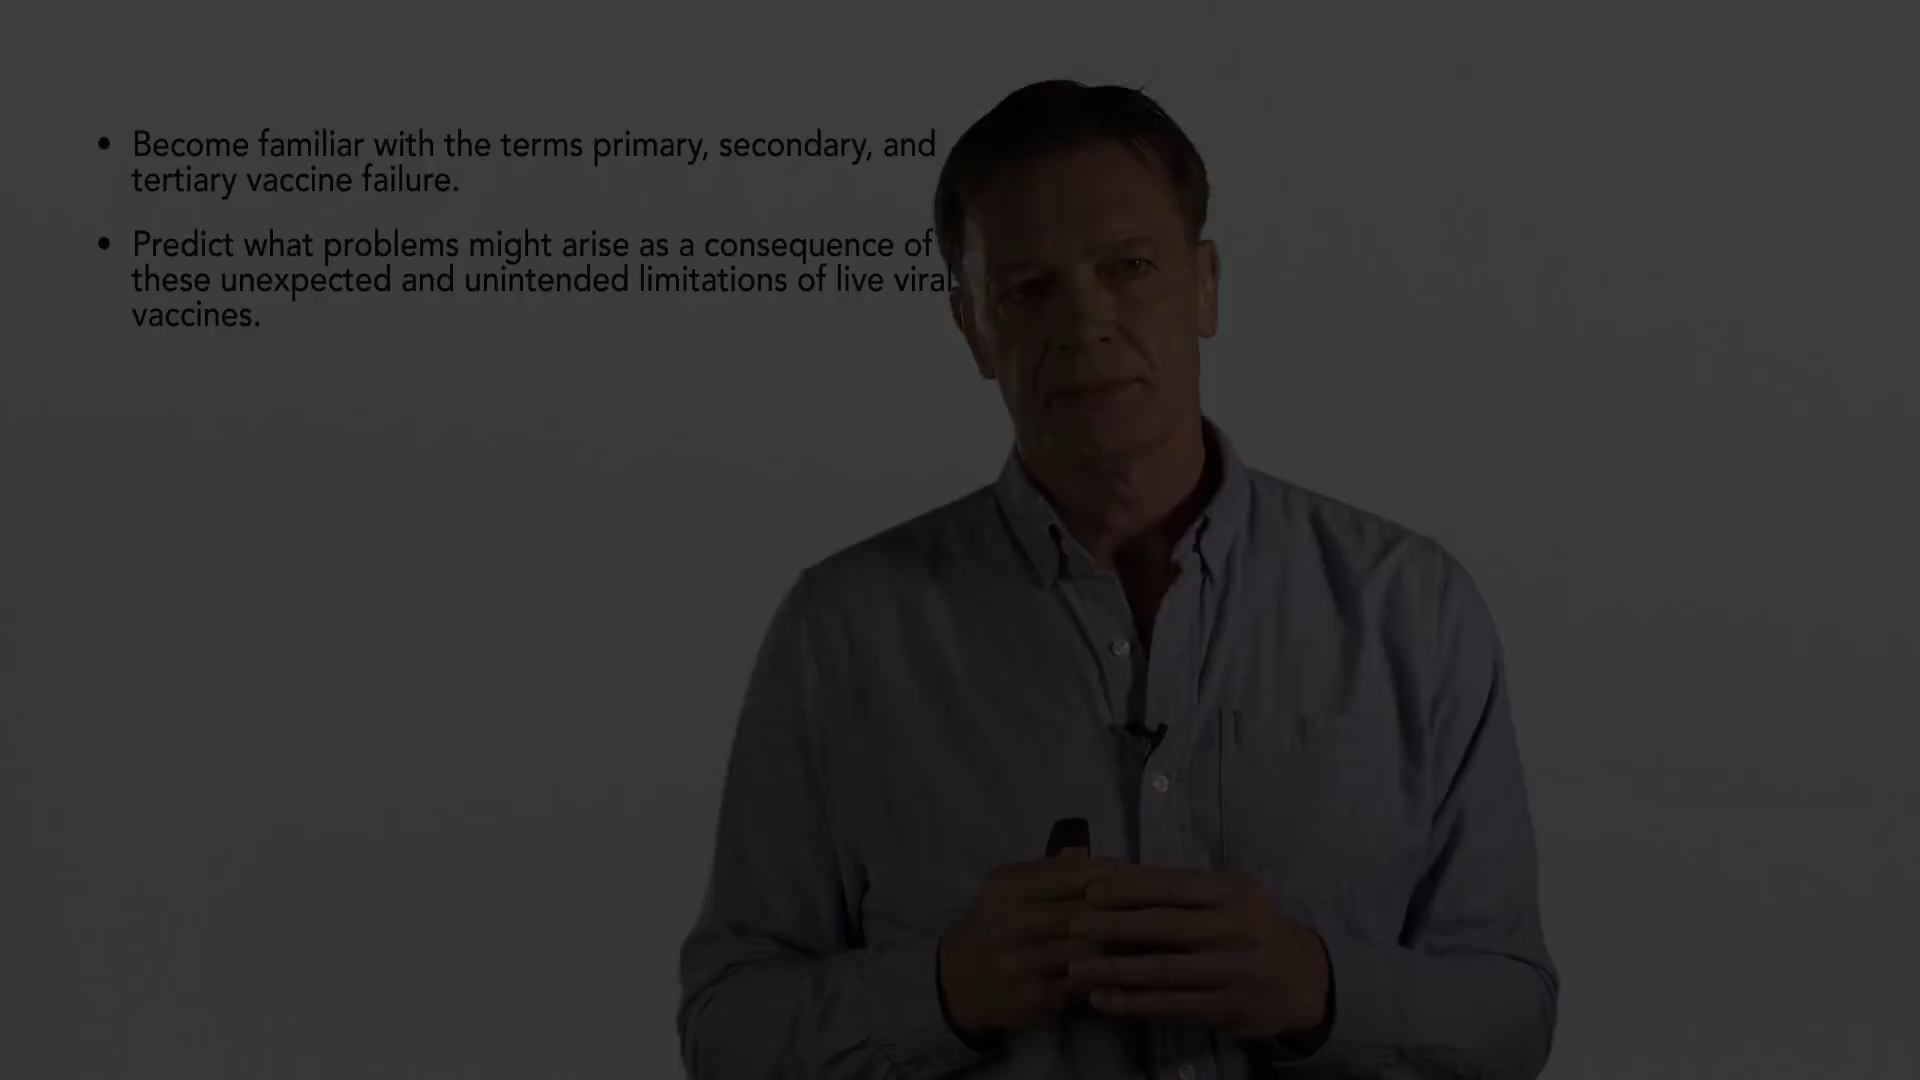 • Become familiar with the terms primary, secondary, and
tertiary vaccine failure.
• Predict what problems might arise as a consequence of
these unexpected and unintended limitations of live viral
vaccines.